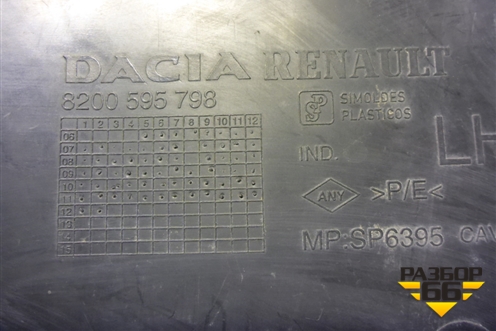 DACIA RENAULT
8200 595 798
SIMOLDES
PLASTICOS
1 2 3 4 5 6 7 8 9 10 11 12
06
07
08
09
10
11
12
13
14
15
IND.
LH
ANY >P/E<
MP:SP6395 CAV
РАЗБОР
66